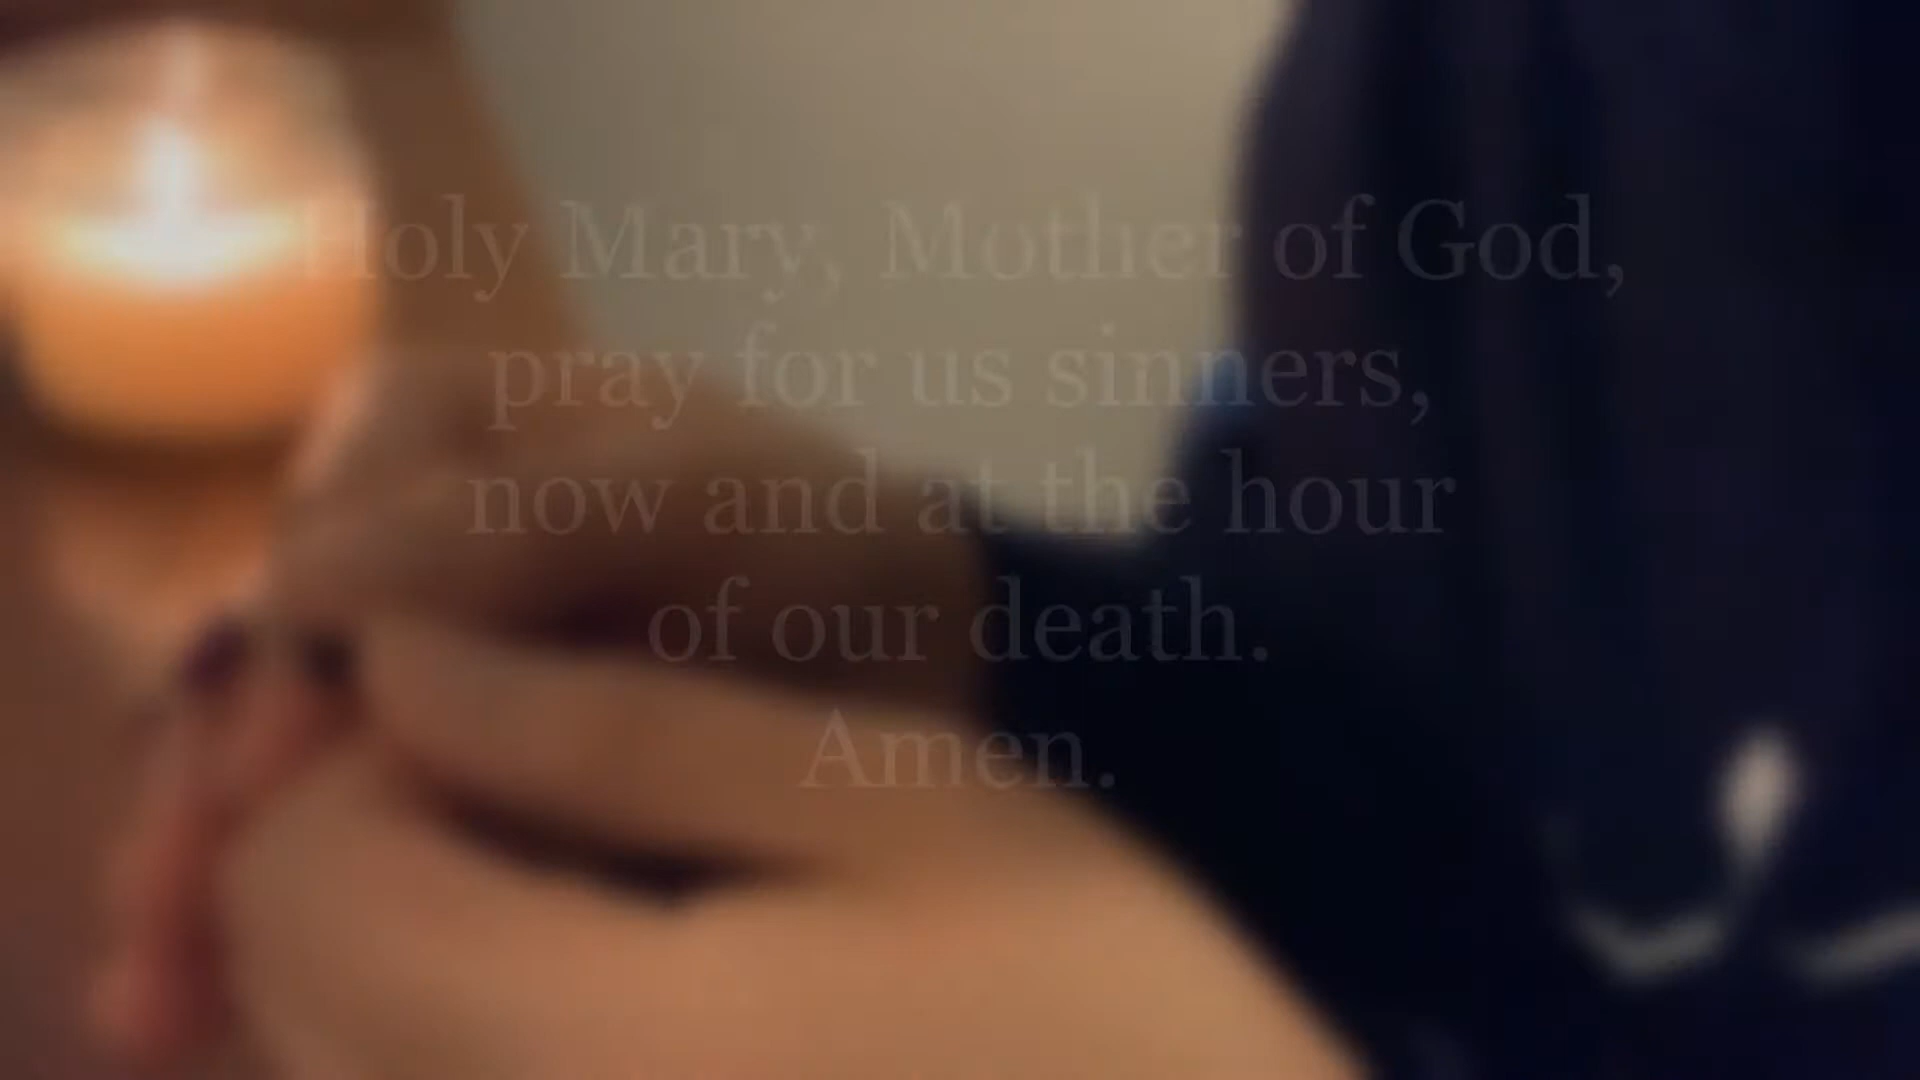 Holy Mary, Mother of God,
pray for us sinners,
now and at the hour
of our death.
Amen.